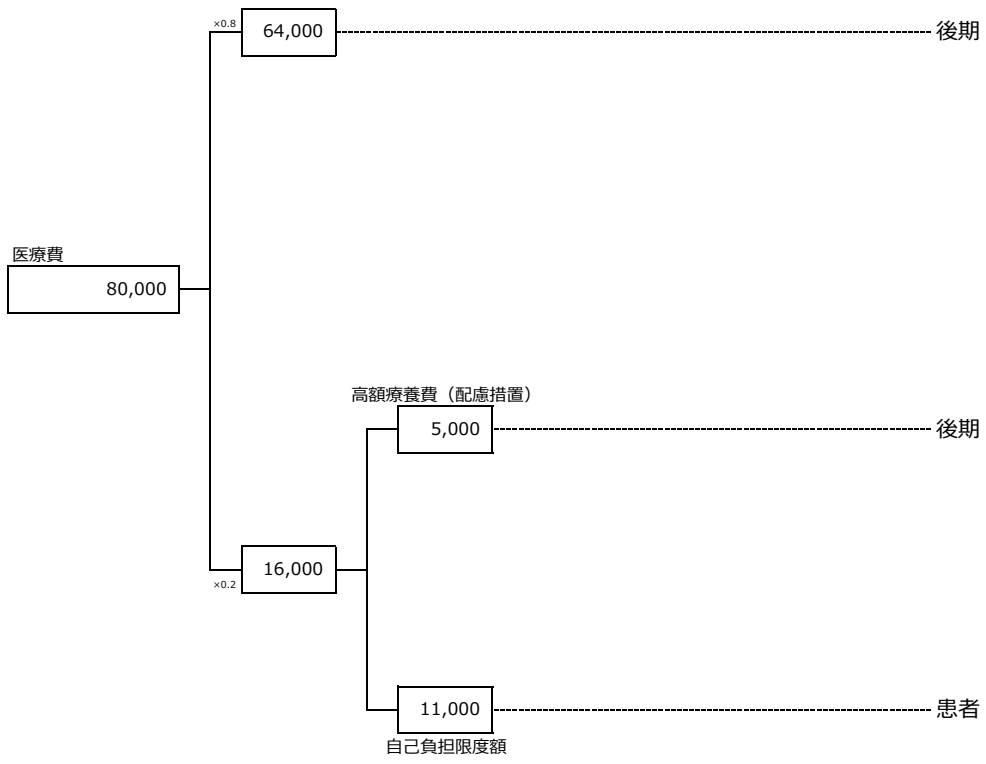 ×0.8
64,000
後期
医療費
80,000
高額療養費（配慮措置）
5,000
後期
16,000
×0.2
11,000
患者
自己負担限度額